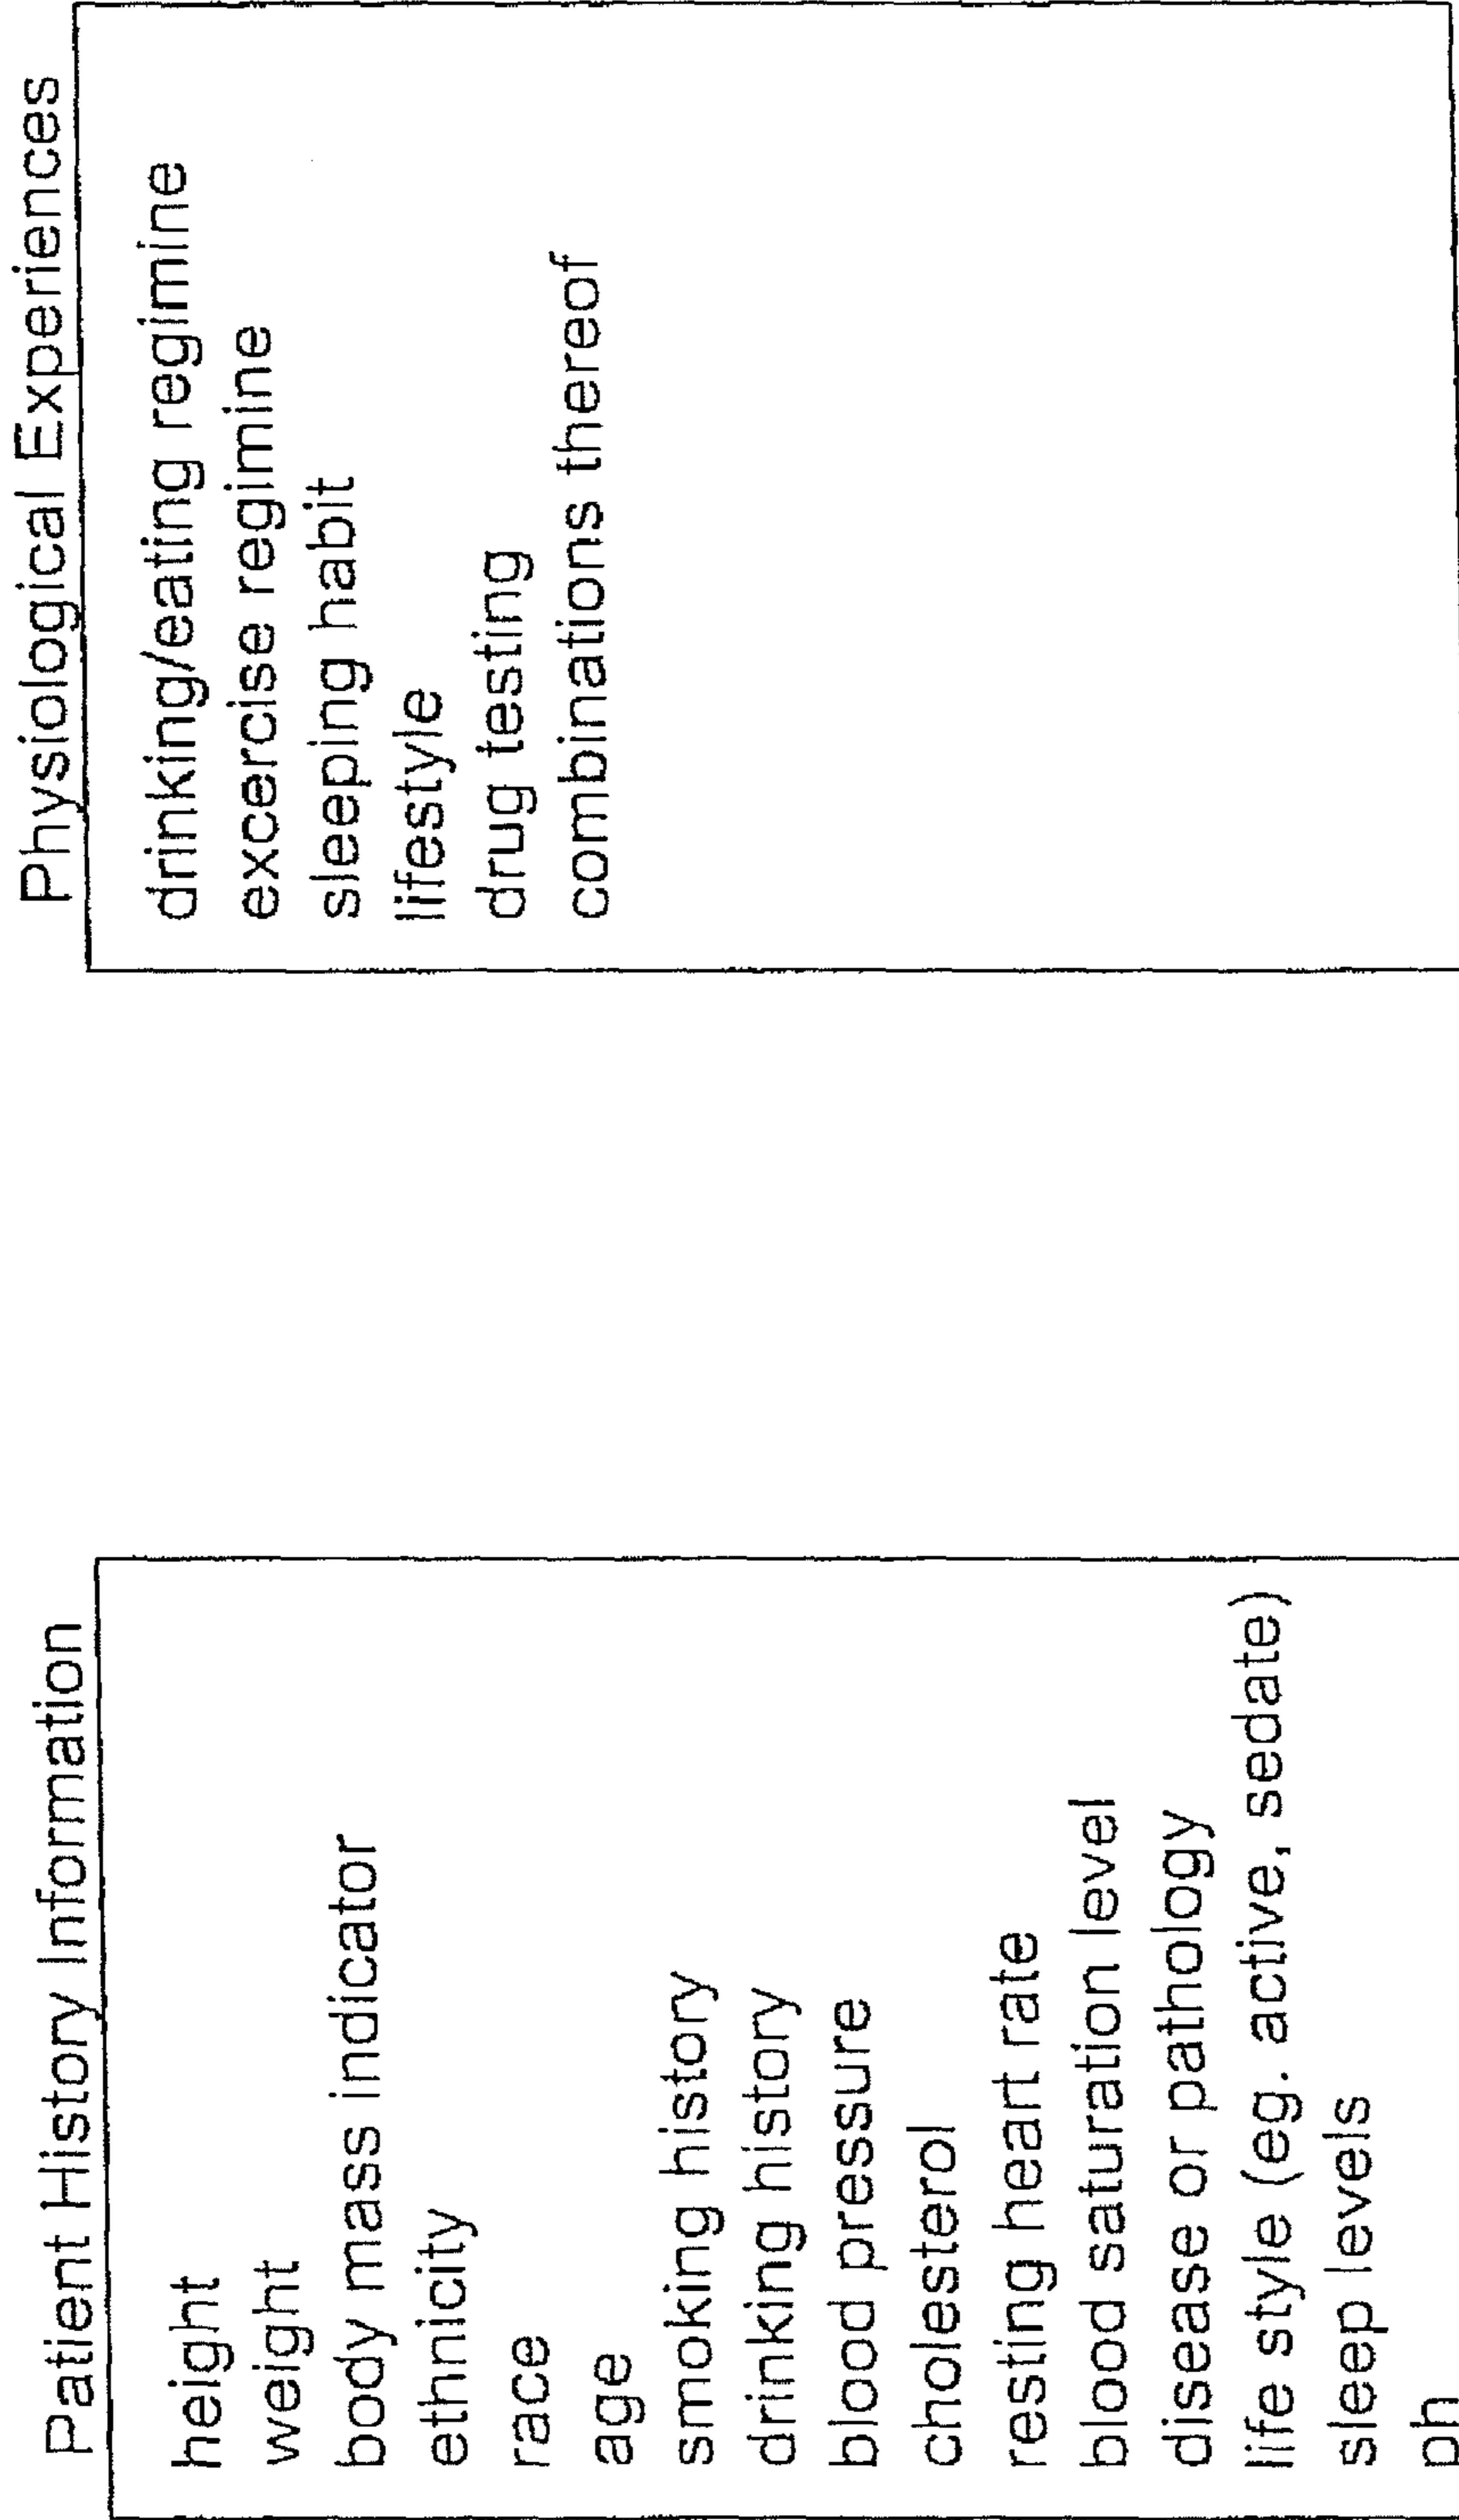 Patient History Information
height
weight
body mass indicator
ethnicity
race
age
smoking history
drinking history
blood pressure
cholesterol
resting heart rate
blood saturation level
disease or pathology
life style (eg. active, sedate)
sleep levels
ph
Physiological Experiences
drinking/eating regimine
excercise regimine
sleeping habit
lifestyle
drug testing
combinations thereof